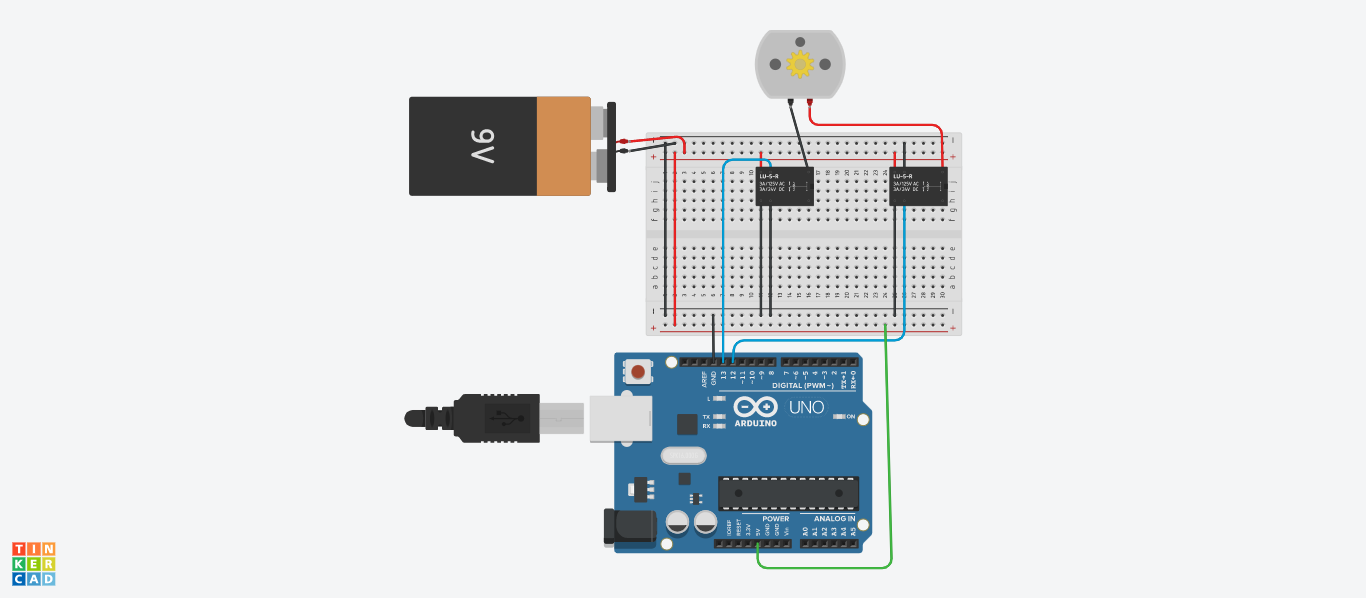 9V
LU-5-R
3A/125V AC
3A/24V DC
LU-5-R
3A/125V AC
3A/24V DC
AREF
GND
13
12
~11
~10
~9
8
7
~6
~5
4
~3
2
TX→1
RX←0
DIGITAL (PWM~)
L
TX
RX
UNO
ON
ARDUINO
POWER
ANALOG IN
IOREF
RESET
3.3V
5V
GND
GND
Vin
A0
A1
A2
A3
A4
A5
TIN
KER
CAD